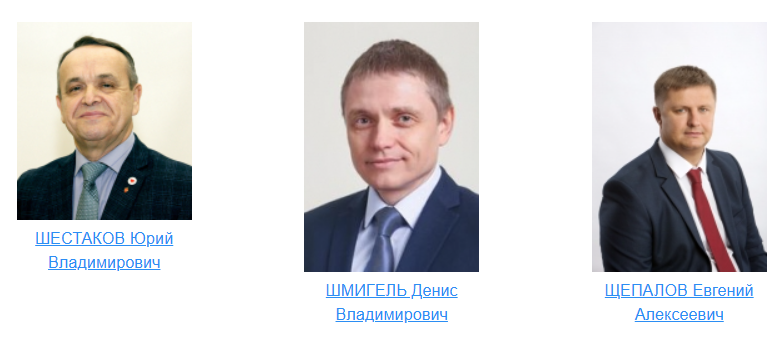 ШЕСТАКОВ Юрий
Владимирович
ШМИГЕЛЬ Денис
Владимирович
ЩЕПАЛОВ Евгений
Алексеевич